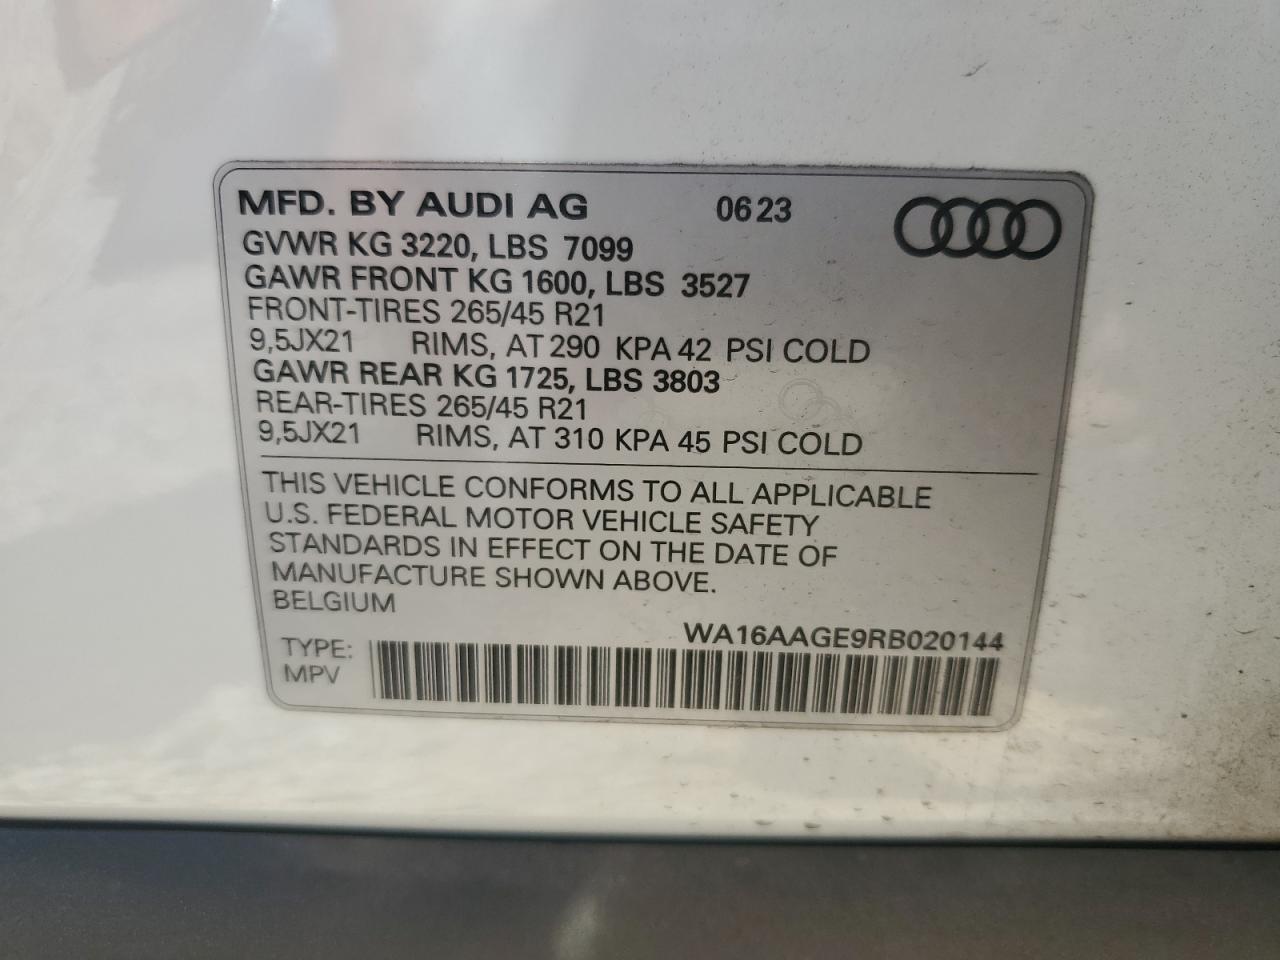 MFD. BY AUDI AG 0623
GVWR KG 3220, LBS 7099
GAWR FRONT KG 1600, LBS 3527
FRONT-TIRES 265/45 R21
9,5JX21 RIMS, AT 290 KPA 42 PSI COLD
GAWR REAR KG 1725, LBS 3803
REAR-TIRES 265/45 R21
9,5JX21 RIMS, AT 310 KPA 45 PSI COLD
THIS VEHICLE CONFORMS TO ALL APPLICABLE
U.S. FEDERAL MOTOR VEHICLE SAFETY
STANDARDS IN EFFECT ON THE DATE OF
MANUFACTURE SHOWN ABOVE.
BELGIUM
WA16AAGE9RB020144
TYPE:
MPV